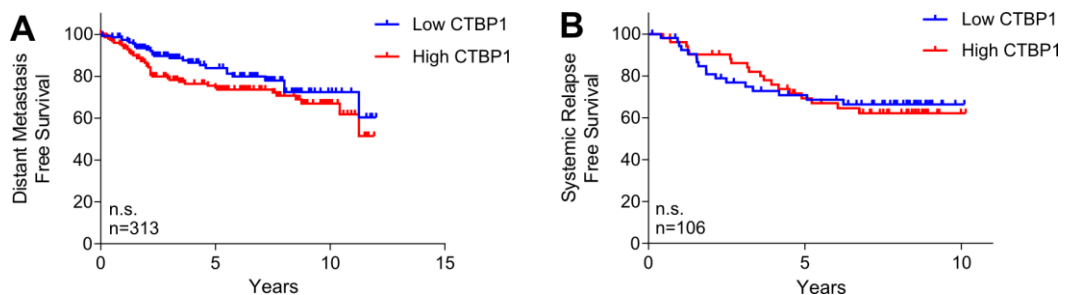 A
Low CTBP1
High CTBP1
Distant Metastasis
Free Survival
100
80
60
40
20
0
n.s.
n=313
0
5
10
15
Years
B
Low CTBP1
High CTBP1
Systemic Relapse
Free Survival
100
80
60
40
20
0
n.s.
n=106
0
5
10
Years